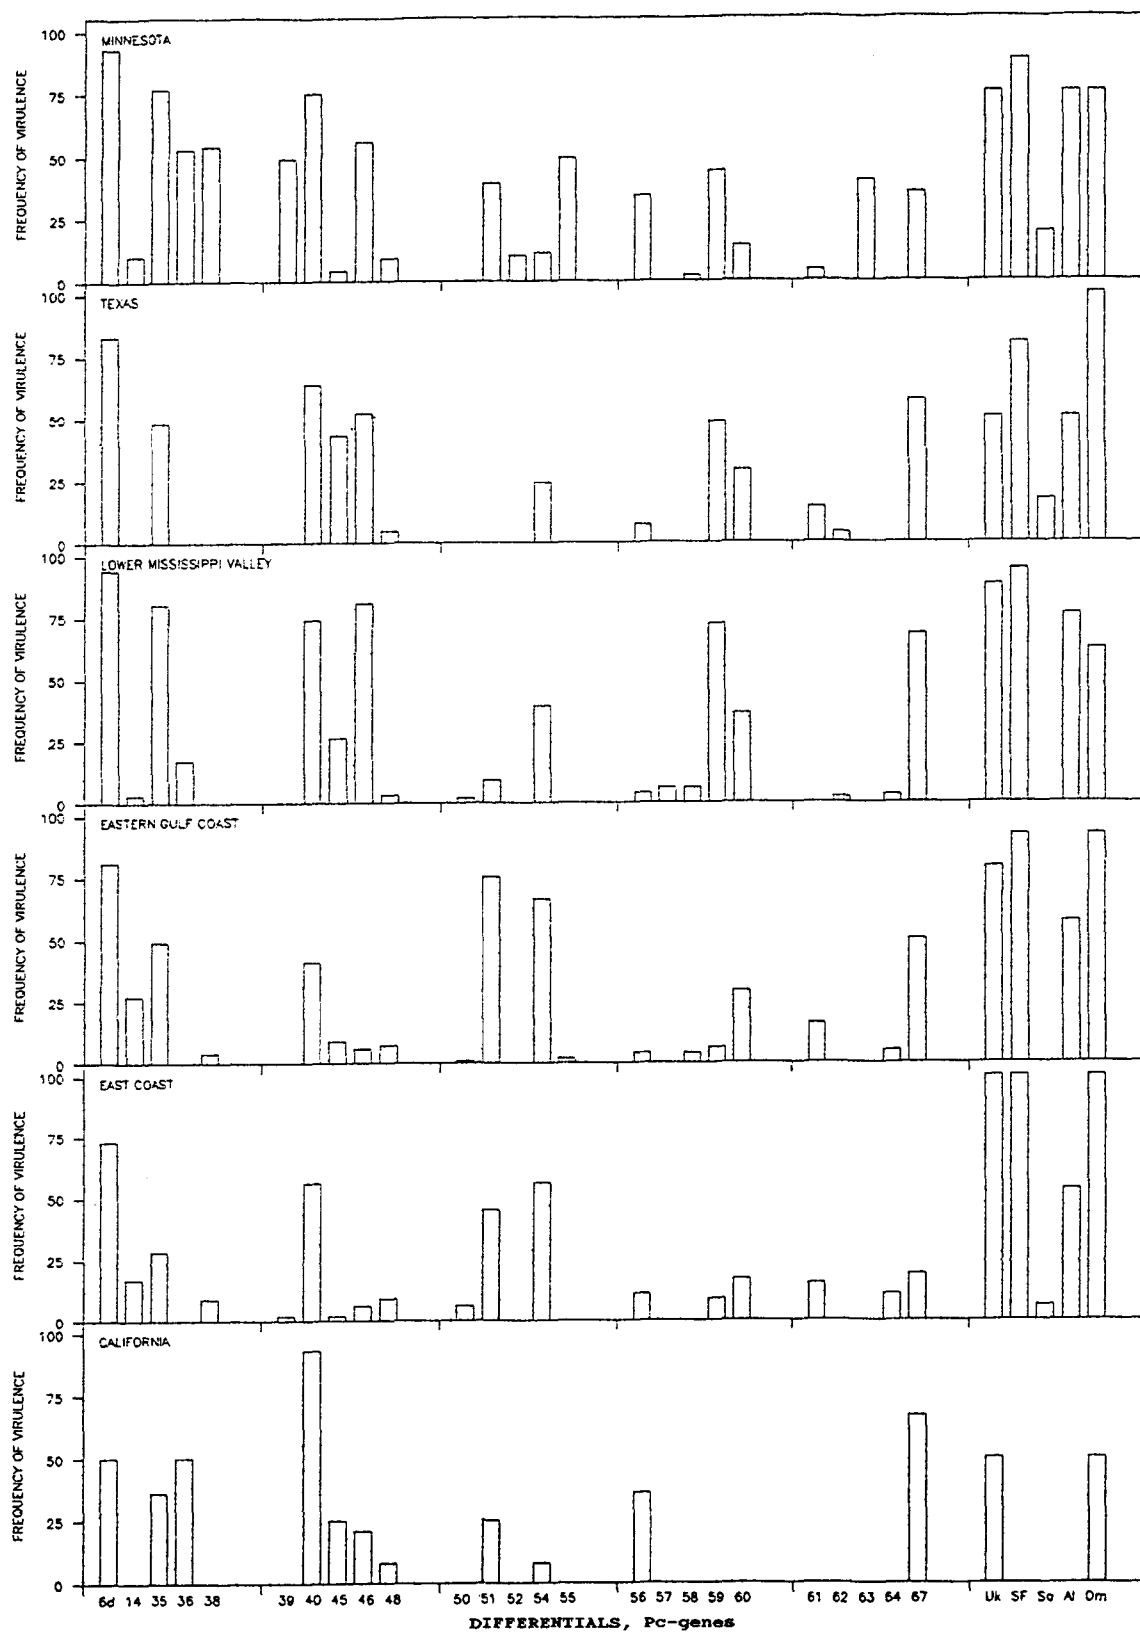 FREQUENCY OF VIRULENCE
100
75
50
25
0
MINNESOTA
FREQUENCY OF VIRULENCE
100
75
50
25
0
TEXAS
FREQUENCY OF VIRULENCE
100
75
50
25
0
LOWER MISSISSIPPI VALLEY
FREQUENCY OF VIRULENCE
100
75
50
25
0
EASTERN GULF COAST
FREQUENCY OF VIRULENCE
100
75
50
25
0
EAST COAST
FREQUENCY OF VIRULENCE
100
75
50
25
0
CALIFORNIA
6d 14 35 36 38 39 40 45 46 48 50 51 52 54 55 56 57 58 59 60 61 62 63 64 67 Uk SF Sa Al Om
DIFFERENTIALS, Pc-genes